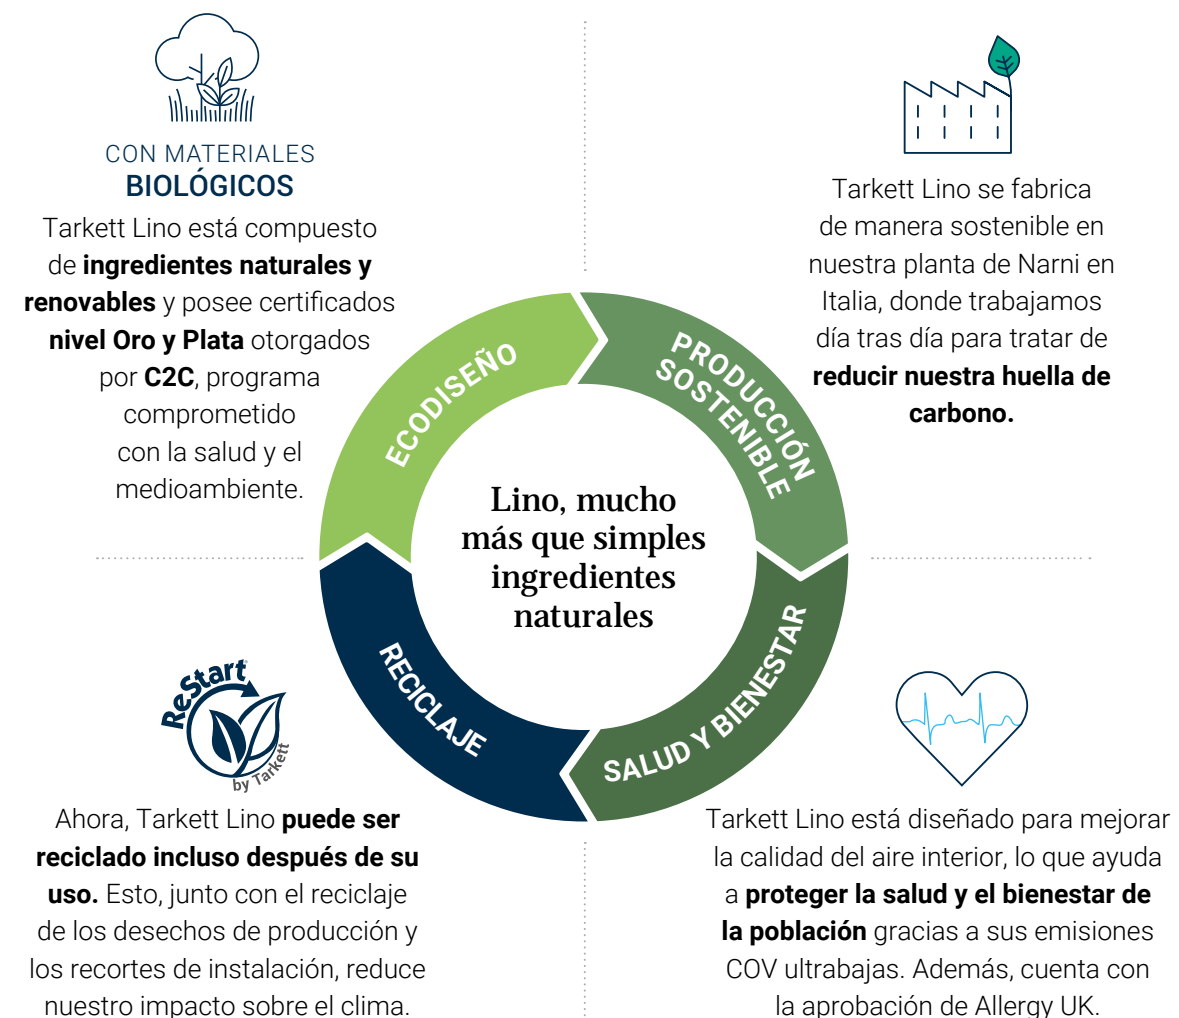 CON MATERIALES
BIOLÓGICOS
Tarkett Lino está compuesto
de ingredientes naturales y
renovables y posee certificados
nivel Oro y Plata otorgados
por C2C, programa
comprometido
con la salud y el
medioambiente.
Tarkett Lino se fabrica
de manera sostenible en
nuestra planta de Narni en
Italia, donde trabajamos
día tras día para tratar de
reducir nuestra huella de
carbono.
ECODISEÑO
PRODUCCIÓN
SOSTENIBLE
Lino, mucho
más que simples
ingredientes
naturales
RECICLAJE
SALUD Y BIENESTAR
ReStart
by Tarkett
Ahora, Tarkett Lino puede ser
reciclado incluso después de su
uso. Esto, junto con el reciclaje
de los desechos de producción y
los recortes de instalación, reduce
nuestro impacto sobre el clima.
Tarkett Lino está diseñado para mejorar
la calidad del aire interior, lo que ayuda
a proteger la salud y el bienestar de
la población gracias a sus emisiones
COV ultrabajas. Además, cuenta con
la aprobación de Allergy UK.